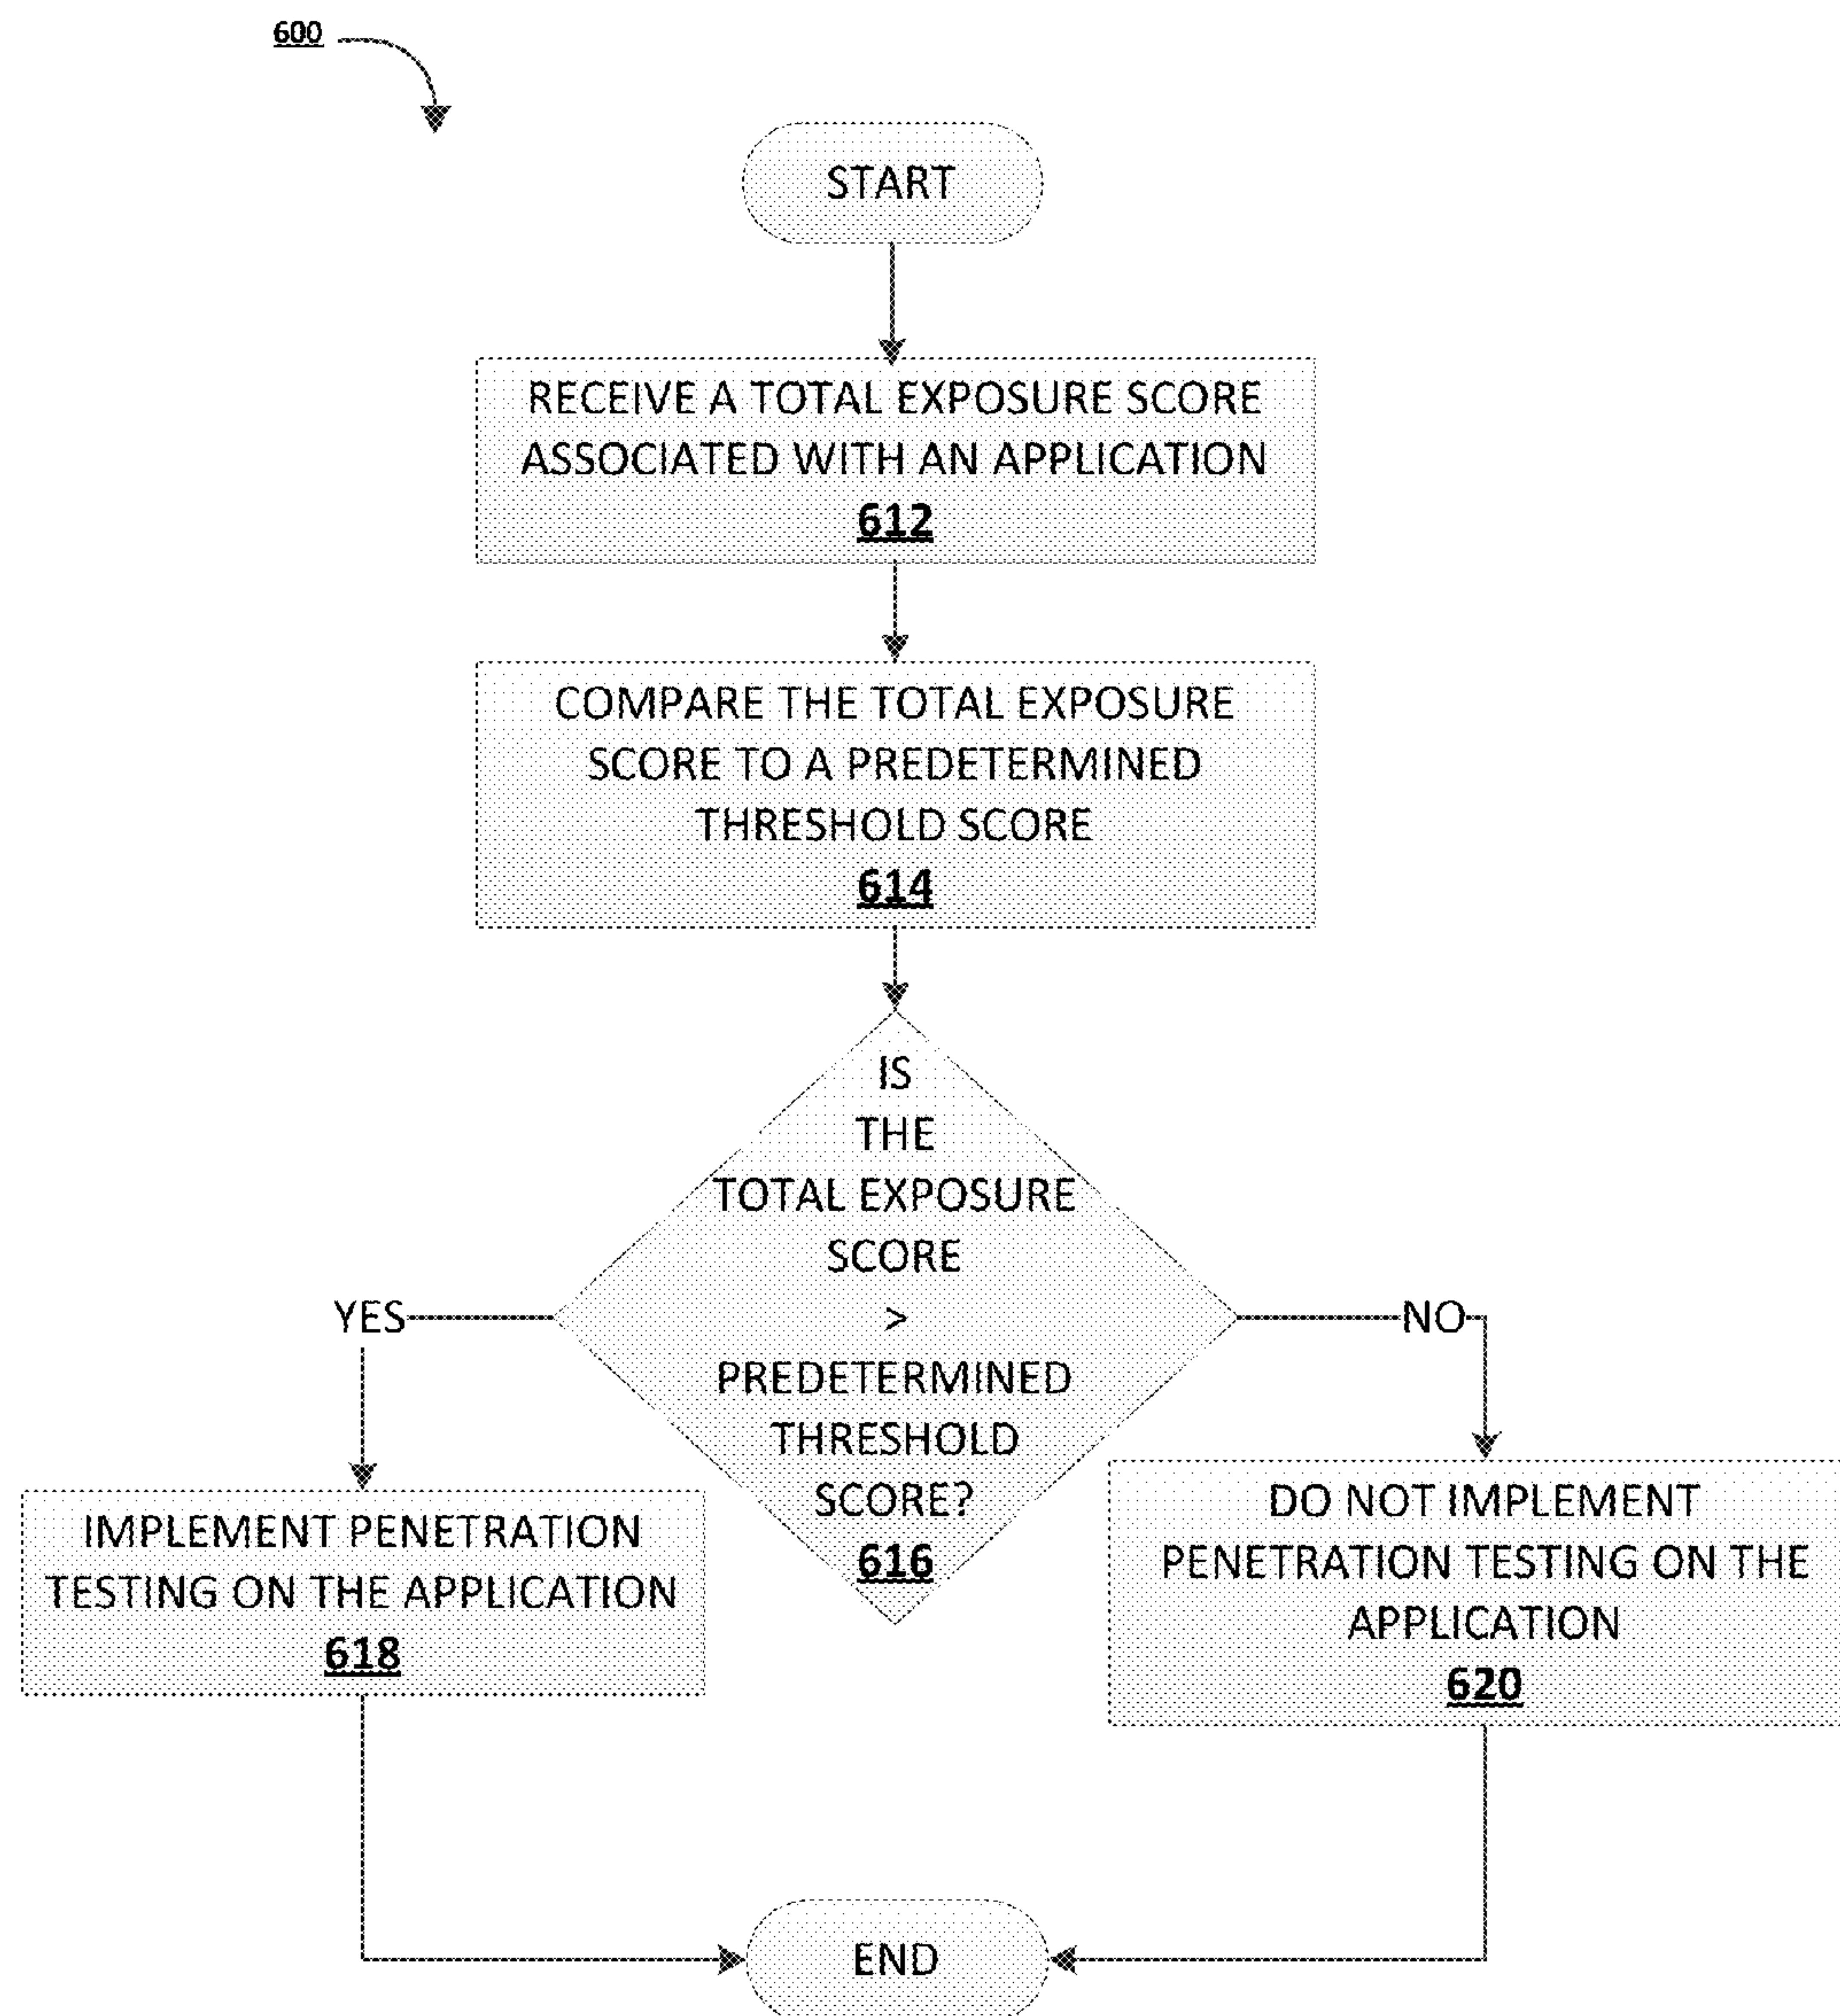 600
START
RECEIVE A TOTAL EXPOSURE SCORE
ASSOCIATED WITH AN APPLICATION
612
COMPARE THE TOTAL EXPOSURE
SCORE TO A PREDETERMINED
THRESHOLD SCORE
614
IS
THE
TOTAL EXPOSURE
SCORE
>
PREDETERMINED
THRESHOLD
SCORE?
616
YES
NO
IMPLEMENT PENETRATION
TESTING ON THE APPLICATION
618
DO NOT IMPLEMENT
PENETRATION TESTING ON THE
APPLICATION
620
END